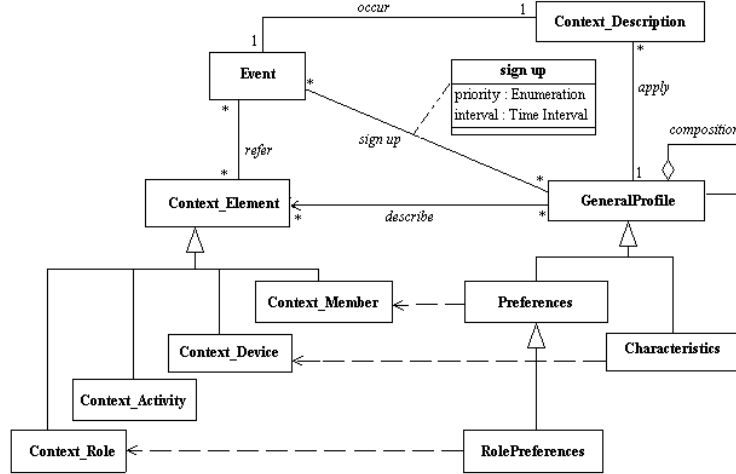 occur
1
1
Context_Description
Event
*
*
*
sign up
priority : Enumeration
interval : Time Interval
apply
sign up
composition
refer
*
*
1
Context_Element
GeneralProfile
*
describe
*
Context_Member
Preferences
Context_Device
Characteristics
Context_Activity
Context_Role
RolePreferences